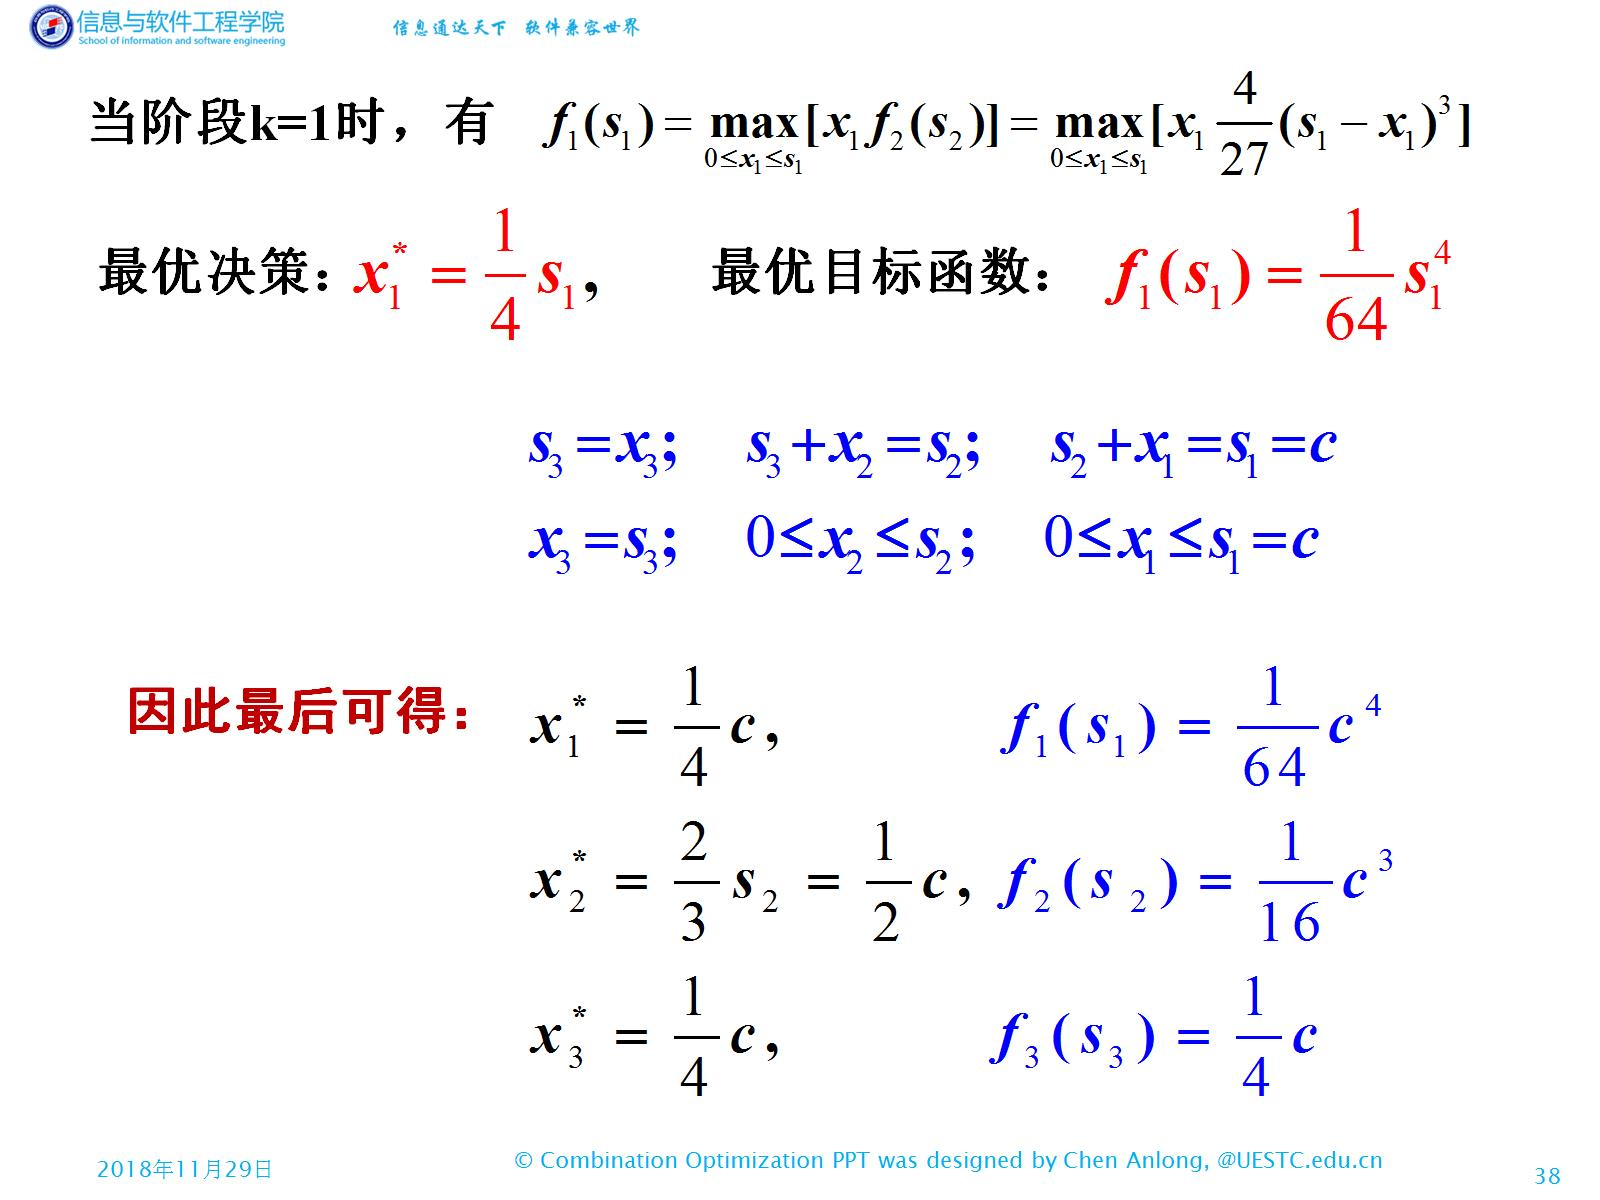 信息与软件工程学院
School of information and software engineering
信息通达天下 软件兼容世界
当阶段k=1时，有 f₁(s₁) = max[x₁f₂(s₂)] = max[x₁ 4/27 (s₁ − x₁)³]
0≤x₁≤s₁ 0≤x₁≤s₁
最优决策：x₁* = 1/4 s₁, 最优目标函数： f₁(s₁) = 1/64 s₁⁴
s₃=x₃; s₃+x₂=s₂; s₂+x₁=s₁=c
x₃=s₃; 0≤x₂≤s₂; 0≤x₁≤s₁=c
因此最后可得： x₁* = 1/4 c, f₁(s₁) = 1/64 c⁴
x₂* = 2/3 s₂ = 1/2 c, f₂(s₂) = 1/16 c³
x₃* = 1/4 c, f₃(s₃) = 1/4 c
2018年11月29日 © Combination Optimization PPT was designed by Chen Anlong, @UESTC.edu.cn 38